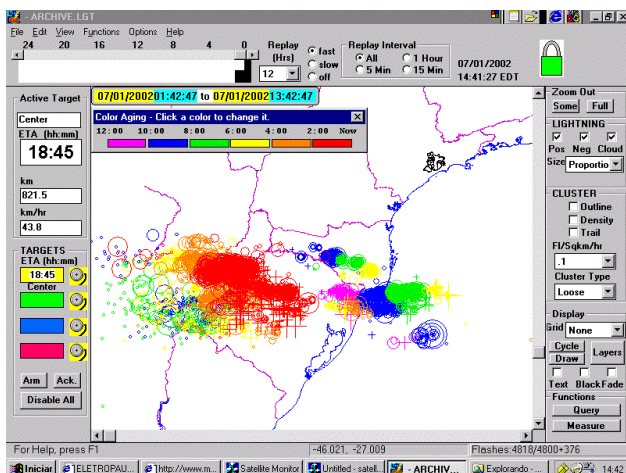 - ARCHIVE.LGT
File Edit View Functions Options Help
24 20 16 12 8 4 0
Replay (Hrs)
12
fast
slow
off
Replay Interval
All 1 Hour
5 Min 15 Min
07/01/2002
14:41:27 EDT
Active Target
Center
ETA (hh:mm)
18:45
km
821.5
km/hr
43.8
TARGETS
ETA (hh:mm)
18:45
Center
Arm Ack.
Disable All
07/01/2002 01:42:47 to 07/01/2002 13:42:47
Color Aging - Click a color to change it.
12:00 10:00 8:00 6:00 4:00 2:00 Now
Zoom Out
Some Full
LIGHTNING
Pos Neg Cloud
Size Proportio
CLUSTER
Outline
Density
Trail
Fl/Sqkm/hr
.1
Cluster Type
Loose
Display
Grid None
Cycle
Draw
Layers
Text Black Fade
Functions
Query
Measure
For Help, press F1
-46.021, -27.009
Flashes:4818/4800+376
Iniciar
ELETROPAU...
http://www.m...
Satellite Monitor
Untitled - satell...
- ARCHIV...
Explorando - ...
14:42